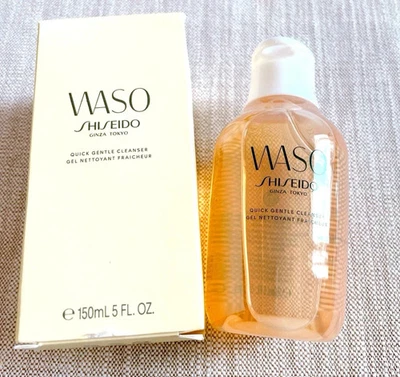 WASO
SHISEIDO
GINZA TOKYO
QUICK GENTLE CLEANSER
GEL NETTOYANT FRAICHEUR
e 150mL 5 FL. OZ.
WASO
SHISEIDO
GINZA TOKYO
QUICK GENTLE CLEANSER
GEL NETTOYANT FRAICHEUR